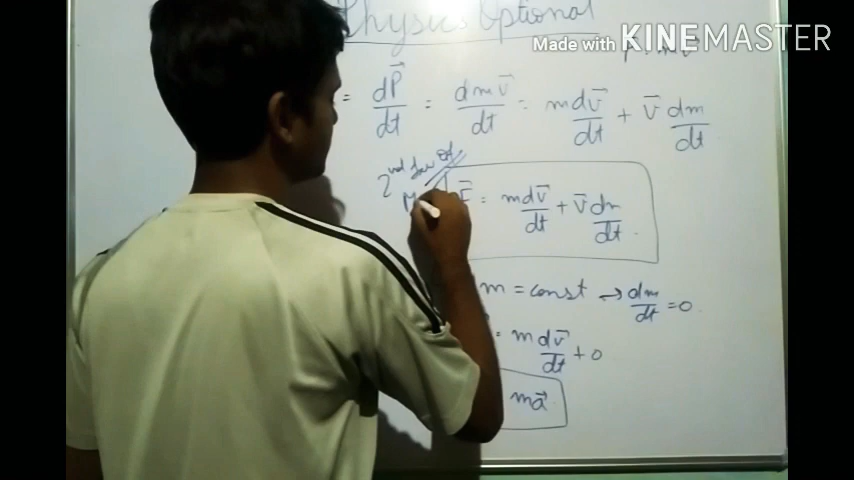 Physics Optional
Made with KINEMASTER
= dP⃗/dt = dmv⃗/dt = m dv⃗/dt + v⃗ dm/dt
2nd law of
F⃗ = m dv⃗/dt + v⃗ dm/dt
m = const → dm/dt = 0
= m dv⃗/dt + 0
ma⃗